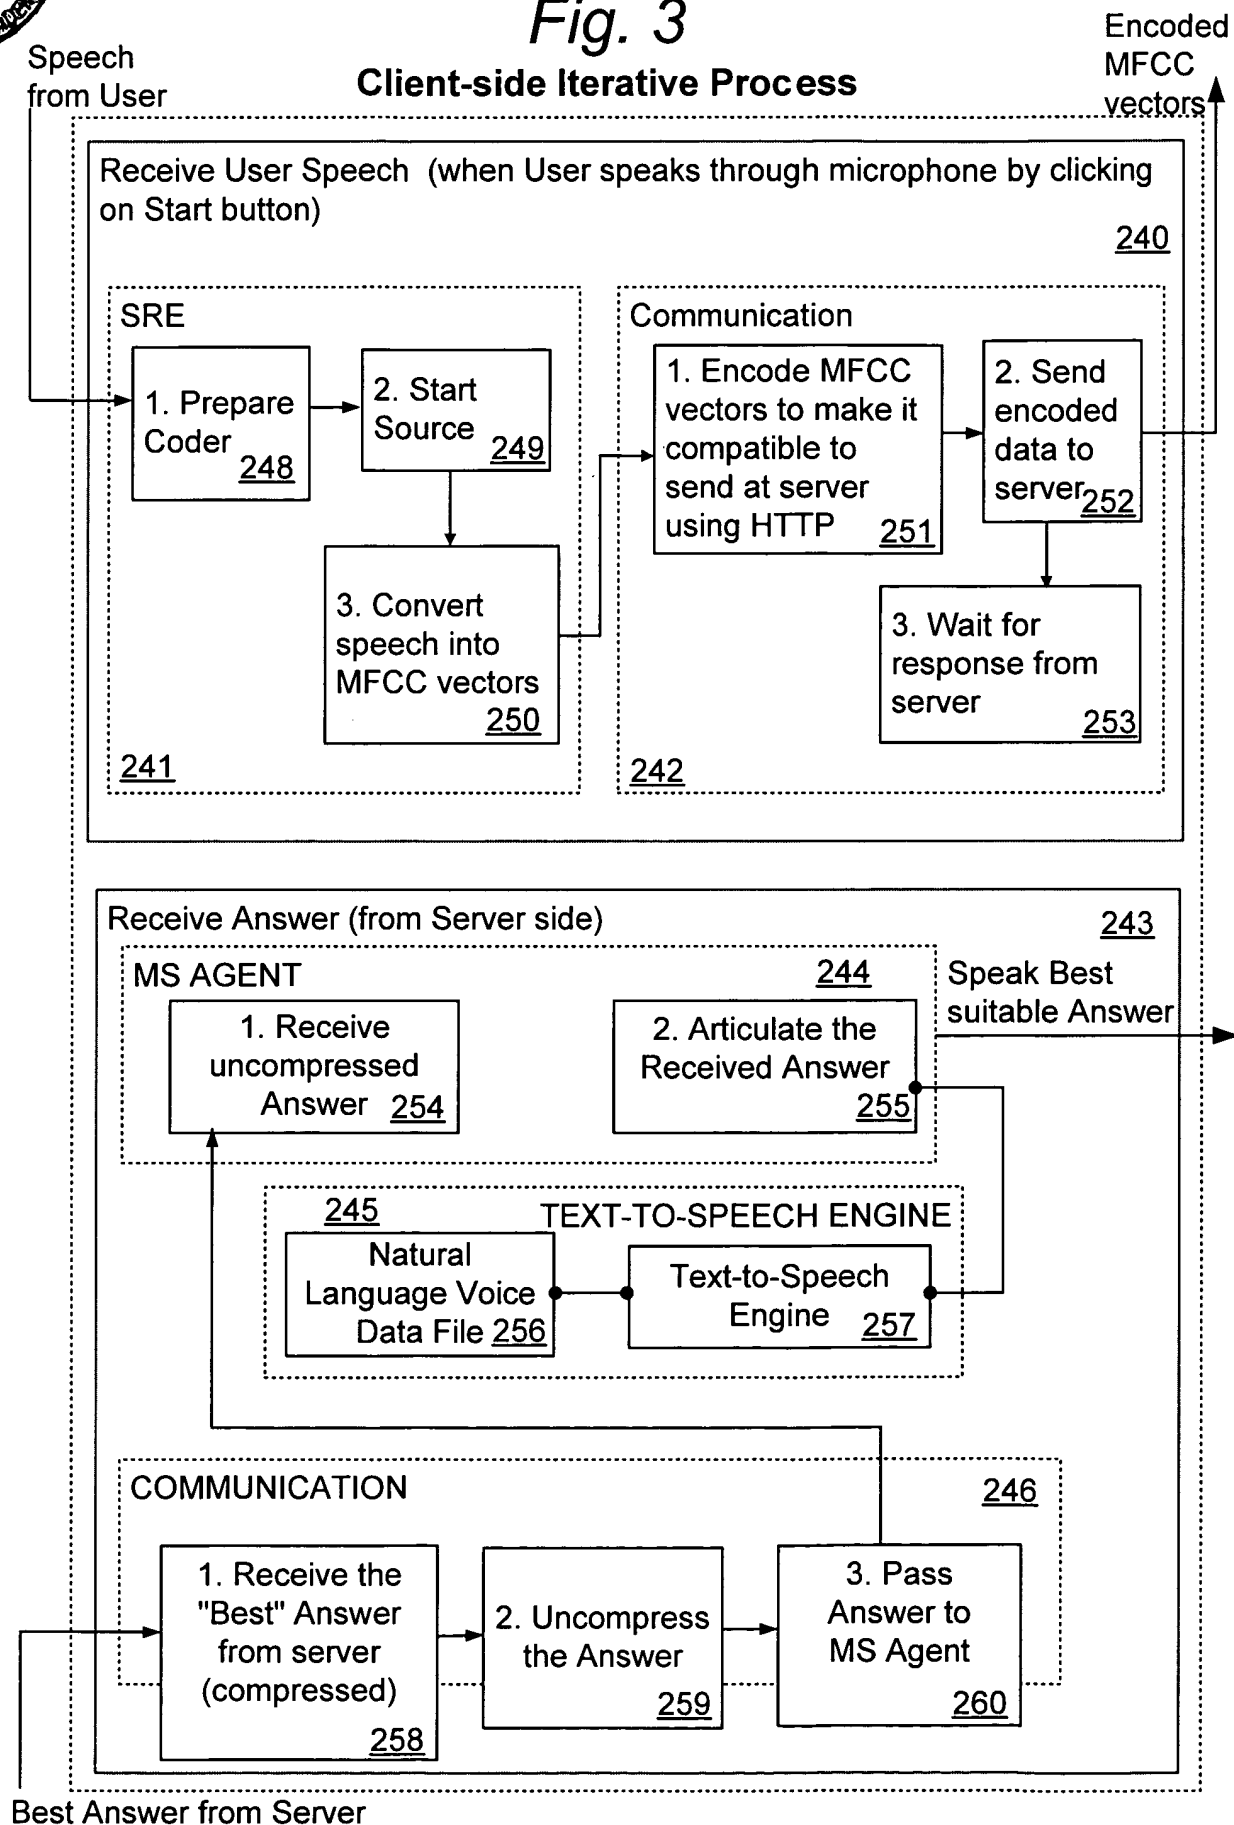 Fig. 3
Client-side Iterative Process
Speech
from User
Encoded
MFCC
vectors
Receive User Speech (when User speaks through microphone by clicking
on Start button)
240
SRE
1. Prepare
Coder
248
2. Start
Source
249
3. Convert
speech into
MFCC vectors
250
241
Communication
1. Encode MFCC
vectors to make it
compatible to
send at server
using HTTP
251
2. Send
encoded
data to
server
252
3. Wait for
response from
server
253
242
Receive Answer (from Server side)
243
MS AGENT
244
1. Receive
uncompressed
Answer 254
2. Articulate the
Received Answer
255
Speak Best
suitable Answer
245
TEXT-TO-SPEECH ENGINE
Natural
Language Voice
Data File 256
Text-to-Speech
Engine
257
COMMUNICATION
246
1. Receive the
"Best" Answer
from server
(compressed)
258
2. Uncompress
the Answer
259
3. Pass
Answer to
MS Agent
260
Best Answer from Server